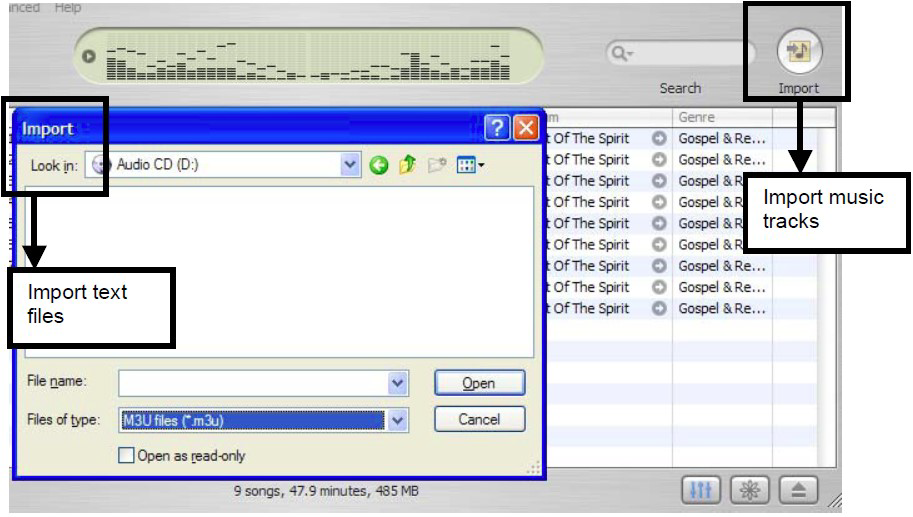 anced Help
Search
Import
Import
Look in: Audio CD (D:)
um Genre
t Of The Spirit Gospel & Re...
t Of The Spirit Gospel & Re...
t Of The Spirit Gospel & R
t Of The Spirit Gospel & R
t Of The Spirit Gospel & R
t Of The Spirit Gospel & R
t Of The Spirit Gospel & Re...
t Of The Spirit Gospel & Re...
t Of The Spirit Gospel & Re...
Import music
tracks
Import text
files
File name:
Open
Files of type: M3U files (*.m3u)
Cancel
Open as read-only
9 songs, 47.9 minutes, 485 MB